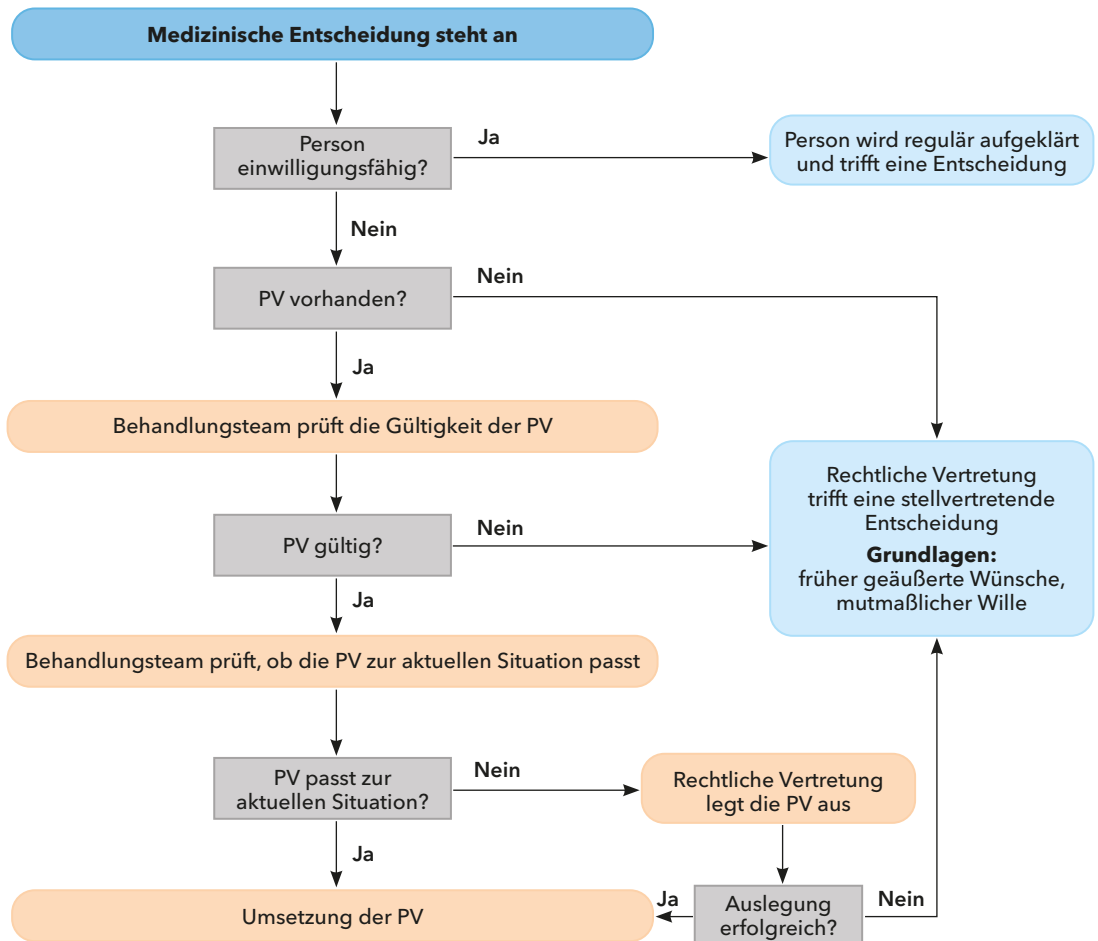 Medizinische Entscheidung steht an
Person
einwilligungsfähig?
Ja
Person wird regulär aufgeklärt
und trifft eine Entscheidung
Nein
PV vorhanden?
Nein
Ja
Behandlungsteam prüft die Gültigkeit der PV
Rechtliche Vertretung
trifft eine stellvertretende
Entscheidung
Grundlagen:
früher geäußerte Wünsche,
mutmaßlicher Wille
PV gültig?
Nein
Ja
Behandlungsteam prüft, ob die PV zur aktuellen Situation passt
PV passt zur
aktuellen Situation?
Nein
Rechtliche Vertretung
legt die PV aus
Ja
Umsetzung der PV
Ja
Auslegung
erfolgreich?
Nein